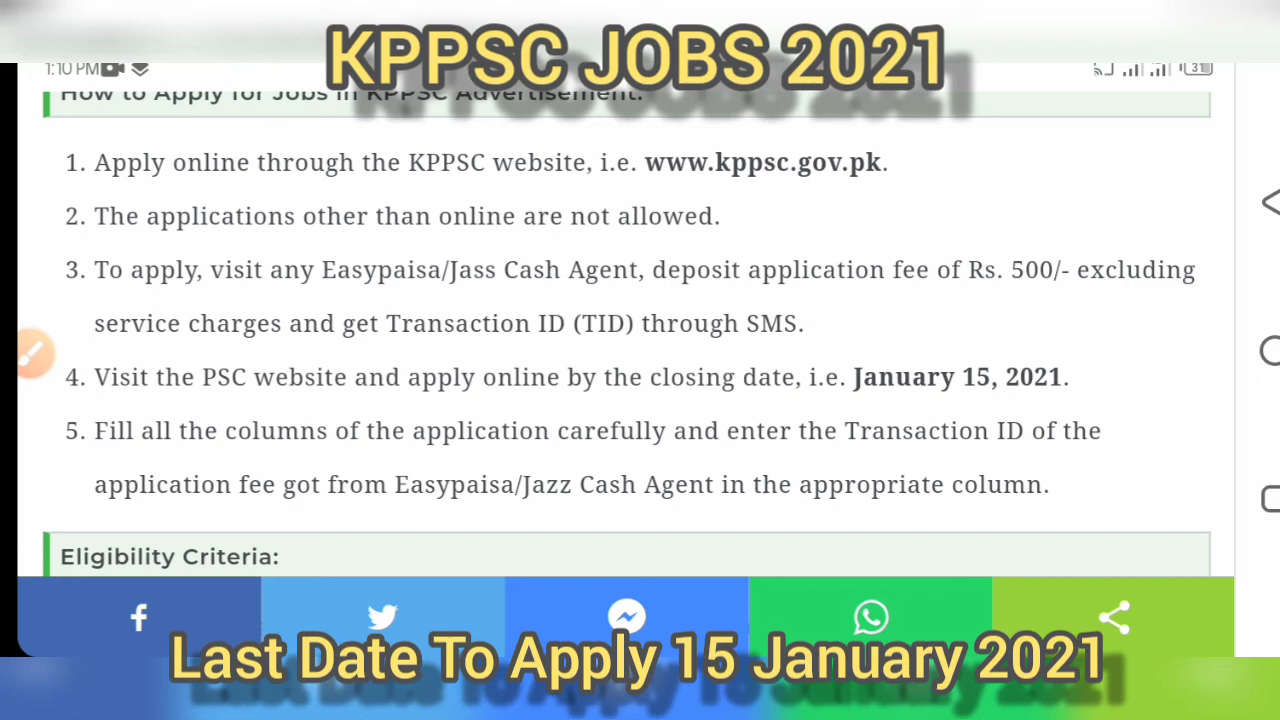 KPPSC JOBS 2021
1:10 PM
31
How to Apply for Jobs in KPPSC Advertisement:
1. Apply online through the KPPSC website, i.e. www.kppsc.gov.pk.
2. The applications other than online are not allowed.
3. To apply, visit any Easypaisa/Jass Cash Agent, deposit application fee of Rs. 500/- excluding
service charges and get Transaction ID (TID) through SMS.
4. Visit the PSC website and apply online by the closing date, i.e. January 15, 2021.
5. Fill all the columns of the application carefully and enter the Transaction ID of the
application fee got from Easypaisa/Jazz Cash Agent in the appropriate column.
Eligibility Criteria:
Last Date To Apply 15 January 2021